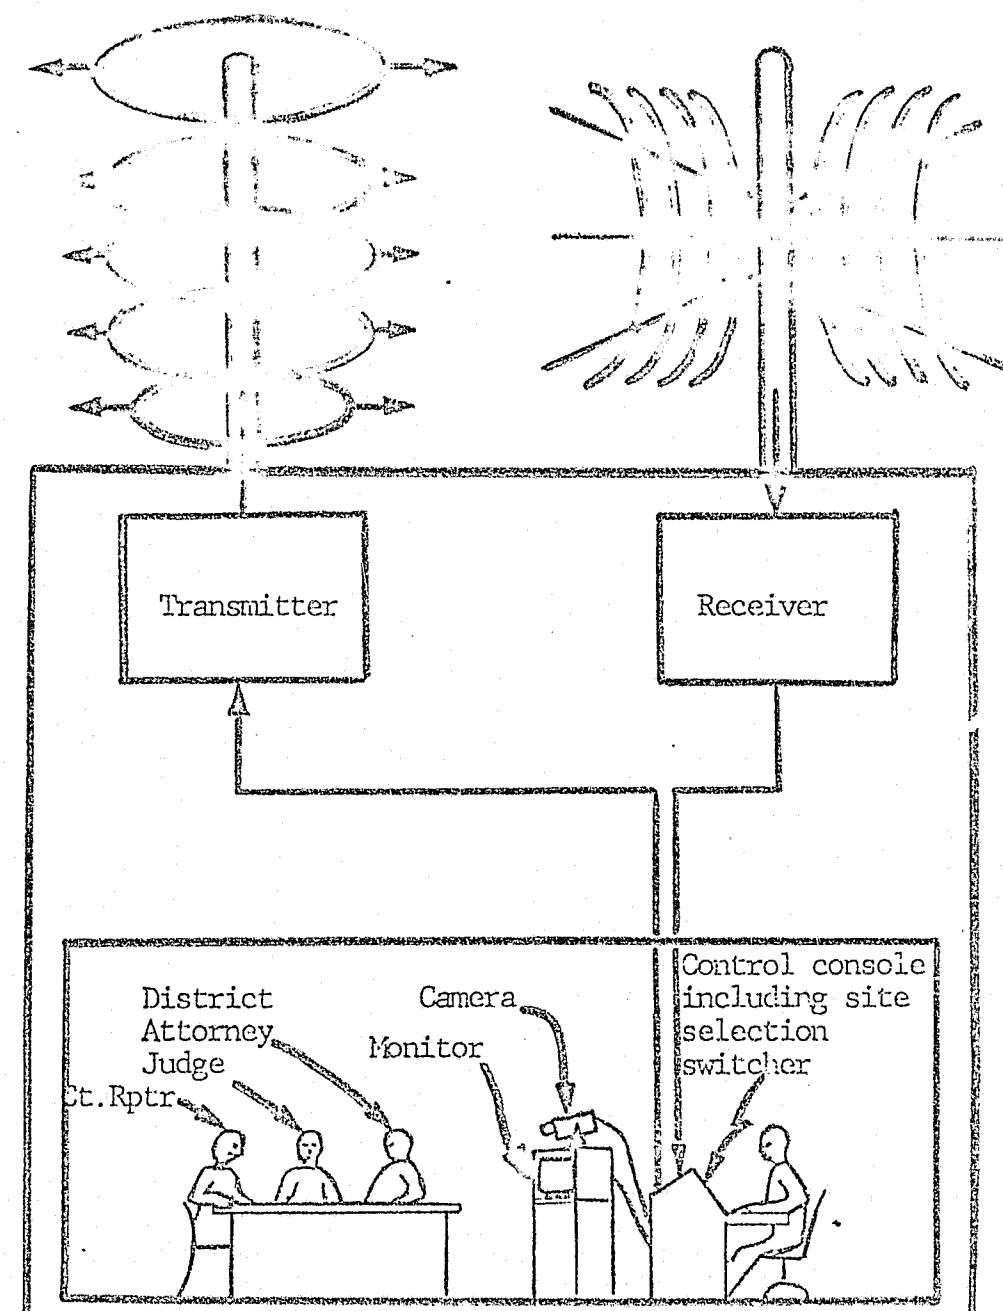 Transmitter
Receiver
District
Attorney
Judge
Ct.Rptr
Camera
Monitor
Control console
including site
selection
switcher